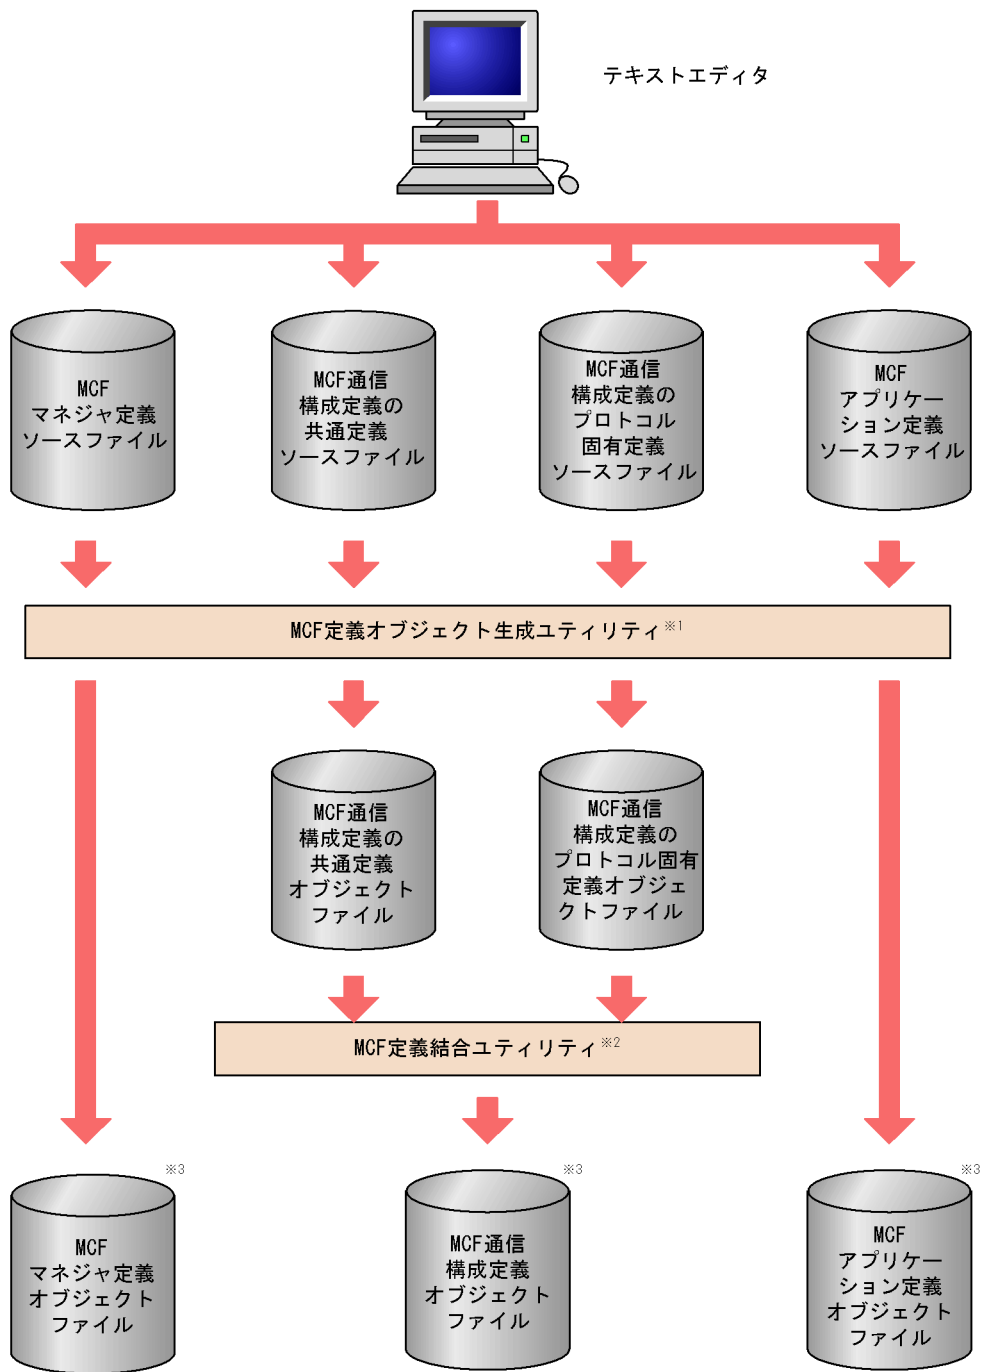 テキストエディタ
MCF
マネジャ定義
ソースファイル
MCF通信
構成定義の
共通定義
ソースファイル
MCF通信
構成定義の
プロトコル
固有定義
ソースファイル
MCF
アプリケー
ション定義
ソースファイル
MCF定義オブジェクト生成ユティリティ※1
MCF通信
構成定義の
共通定義
オブジェクト
ファイル
MCF通信
構成定義の
プロトコル固有
定義オブジェ
クトファイル
MCF定義結合ユティリティ※2
※3
MCF
マネジャ定義
オブジェクト
ファイル
※3
MCF通信
構成定義
オブジェクト
ファイル
※3
MCF
アプリケー
ション定義
オブジェクト
ファイル